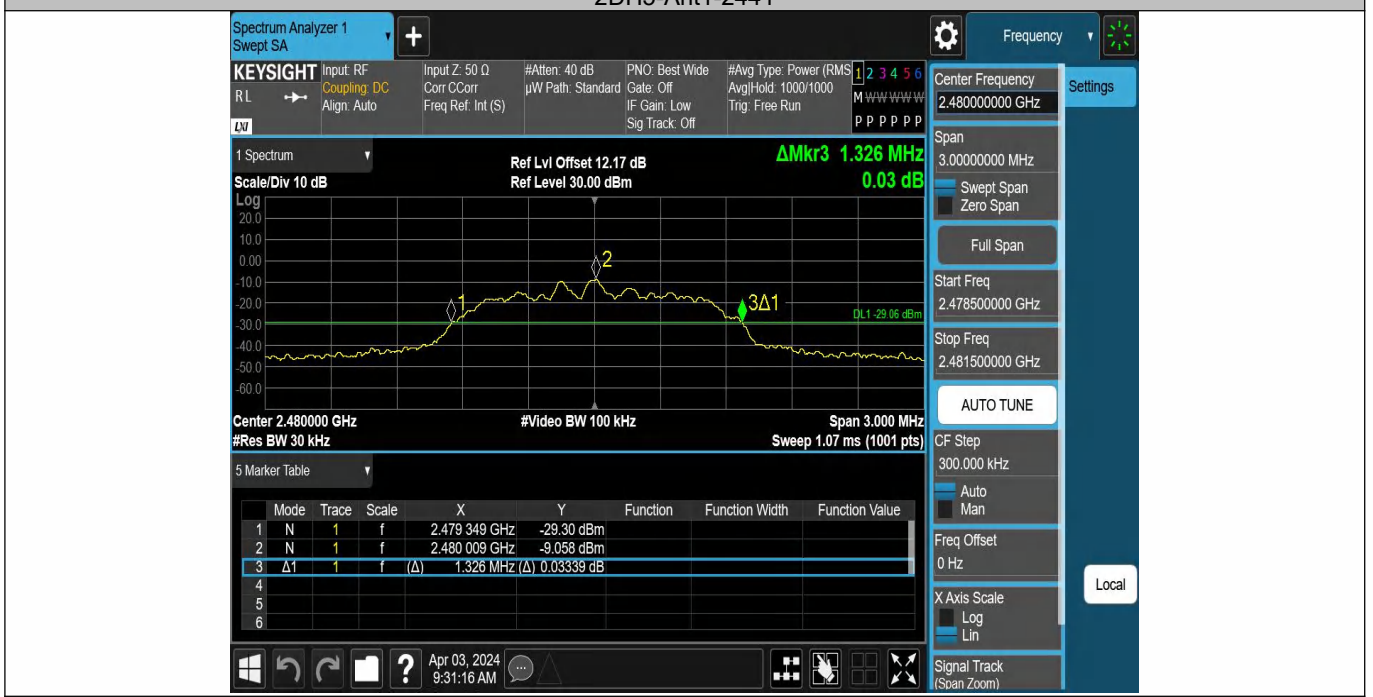 2DH5-Ant1-2441
Spectrum Analyzer 1
Swept SA
Frequency
KEYSIGHT
RL
LXI
Input: RF
Coupling: DC
Align: Auto
Input Z: 50 Ω
Corr CCorr
Freq Ref: Int (S)
#Atten: 40 dB
µW Path: Standard
PNO: Best Wide
Gate: Off
IF Gain: Low
Sig Track: Off
#Avg Type: Power (RMS
Avg|Hold: 1000/1000
Trig: Free Run
1 2 3 4 5 6
M W W W W W
P P P P P P
Center Frequency
2.480000000 GHz
Settings
1 Spectrum
Scale/Div 10 dB
Ref Lvl Offset 12.17 dB
Ref Level 30.00 dBm
ΔMkr3 1.326 MHz
0.03 dB
Log
20.0
10.0
0.00
-10.0
-20.0
-30.0
-40.0
-50.0
-60.0
1
2
3Δ1
DL1 -29.06 dBm
Center 2.480000 GHz
#Res BW 30 kHz
#Video BW 100 kHz
Span 3.000 MHz
Sweep 1.07 ms (1001 pts)
Span
3.00000000 MHz
Swept Span
Zero Span
Full Span
Start Freq
2.478500000 GHz
Stop Freq
2.481500000 GHz
AUTO TUNE
CF Step
300.000 kHz
Auto
Man
Freq Offset
0 Hz
X Axis Scale
Log
Lin
Signal Track
(Span Zoom)
Local
5 Marker Table
Mode Trace Scale X Y Function Function Width Function Value
1 N 1 f 2.479 349 GHz -29.30 dBm
2 N 1 f 2.480 009 GHz -9.058 dBm
3 Δ1 1 f (Δ) 1.326 MHz (Δ) 0.03339 dB
4
5
6
?
Apr 03, 2024
9:31:16 AM